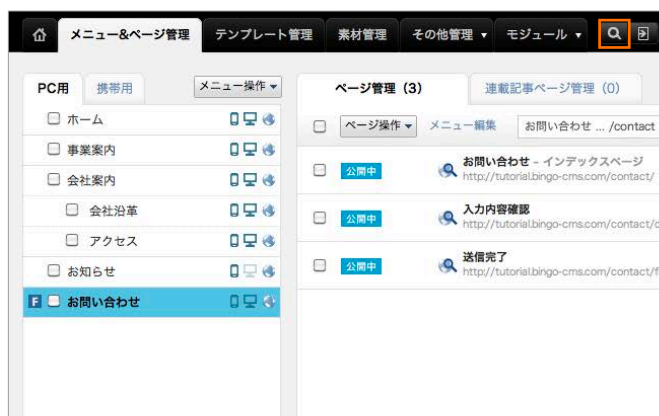 メニュー&ページ管理 テンプレート管理 素材管理 その他管理 ▼ モジュール ▼
PC用 携帯用 メニュー操作 ▼
ページ管理 (3) 連載記事ページ管理 (0)
ホーム
ページ操作 ▼ メニュー編集 お問い合わせ ... /contact
事業案内
会社案内
会社沿革
アクセス
お知らせ
F お問い合わせ
公開中 お問い合わせ - インデックスページ
http://tutorial.bingo-cms.com/contact/
公開中 入力内容確認
http://tutorial.bingo-cms.com/contact/c
公開中 送信完了
http://tutorial.bingo-cms.com/contact/f